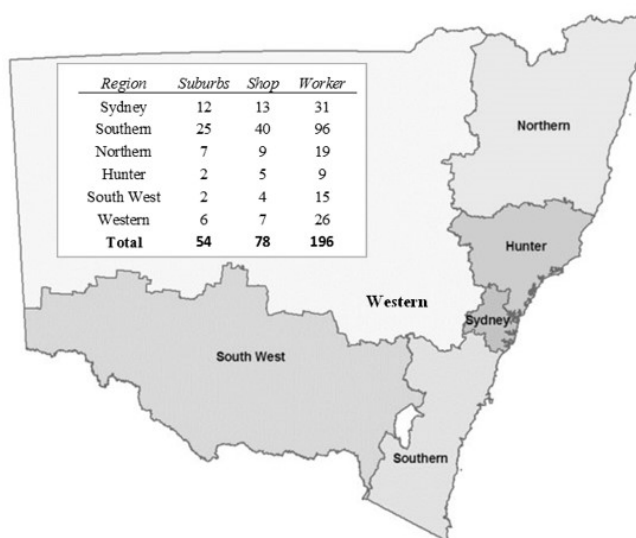 Region Suburbs Shop Worker
Sydney 12 13 31
Southern 25 40 96
Northern 7 9 19
Hunter 2 5 9
South West 2 4 15
Western 6 7 26
Total 54 78 196
Northern
Hunter
Western
Sydney
South West
Southern